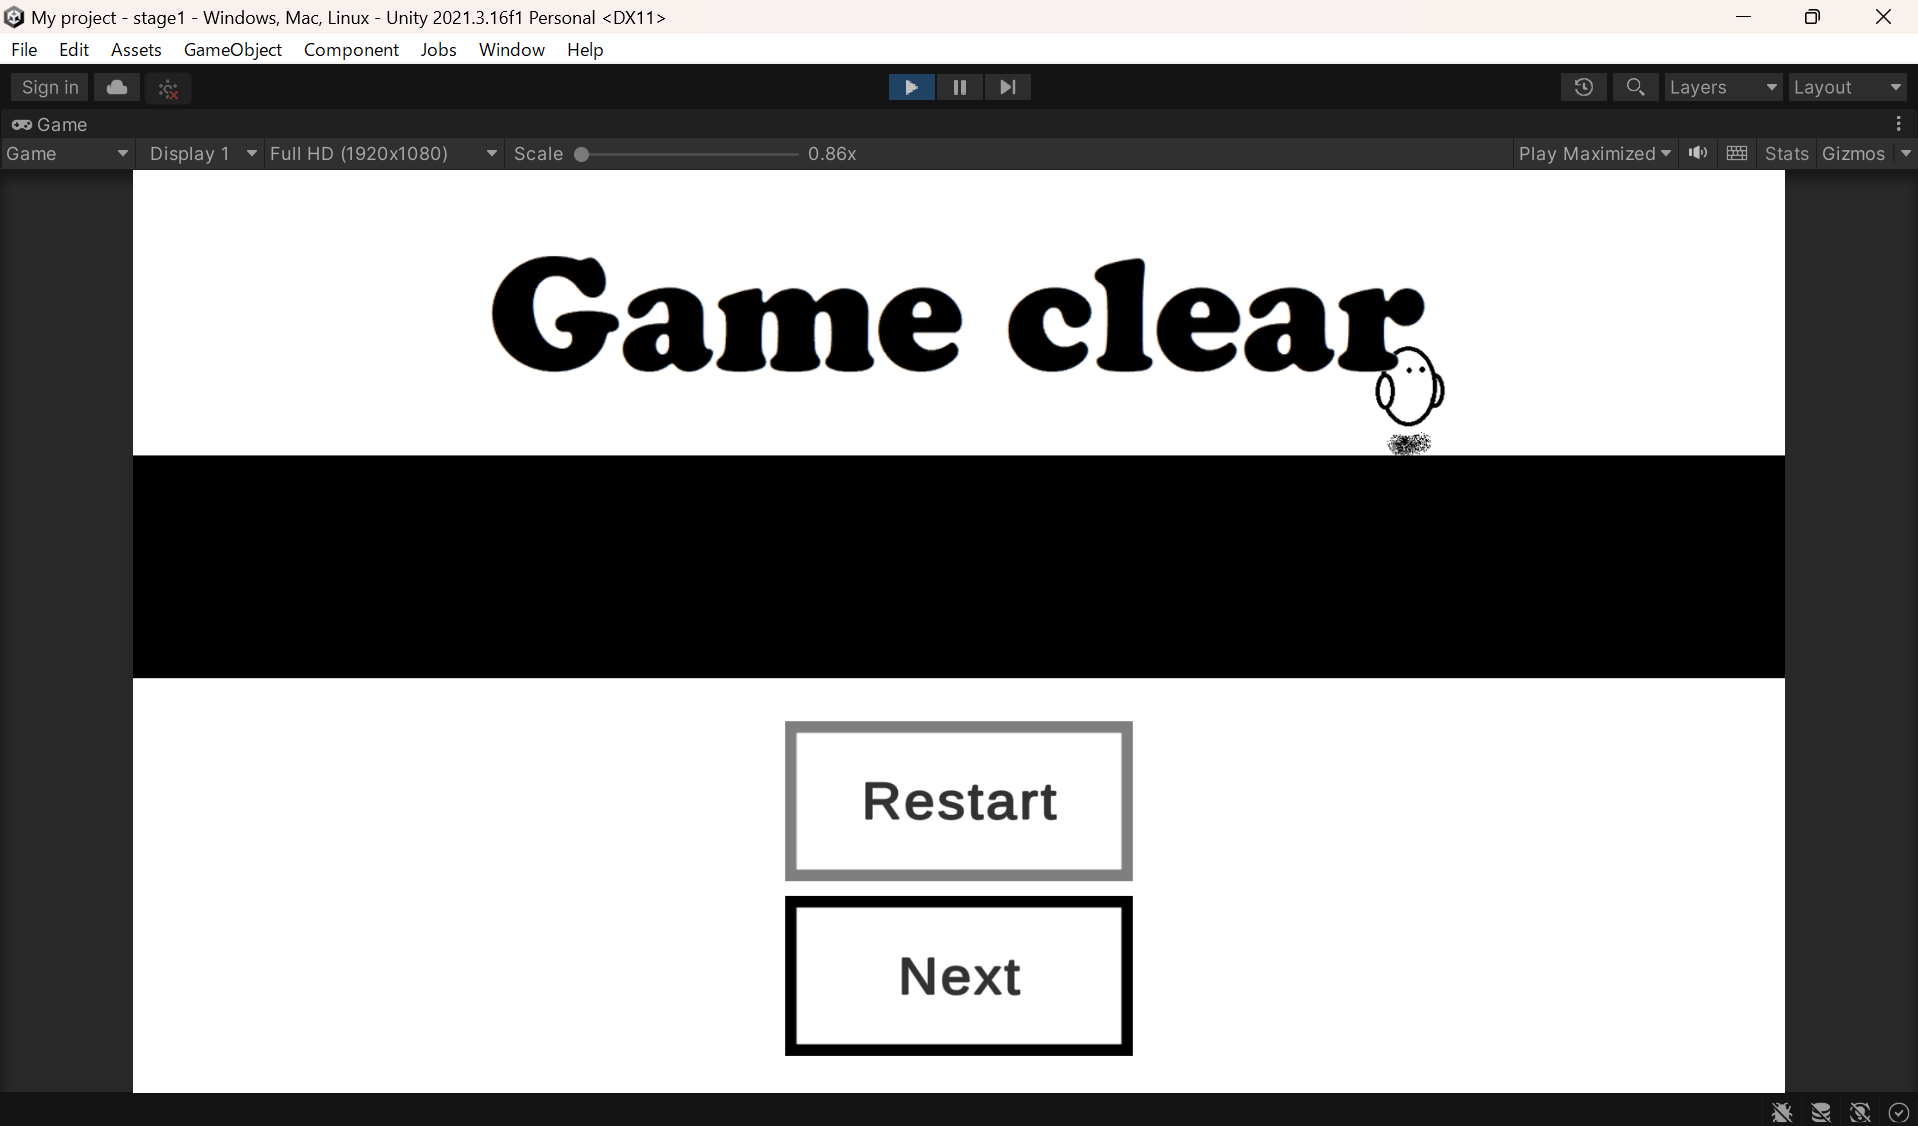 My project - stage1 - Windows, Mac, Linux - Unity 2021.3.16f1 Personal <DX11>
File Edit Assets GameObject Component Jobs Window Help
Sign in Layers Layout
Game
Game Display 1 Full HD (1920x1080) Scale 0.86x Play Maximized Stats Gizmos
Game clear
Restart
Next